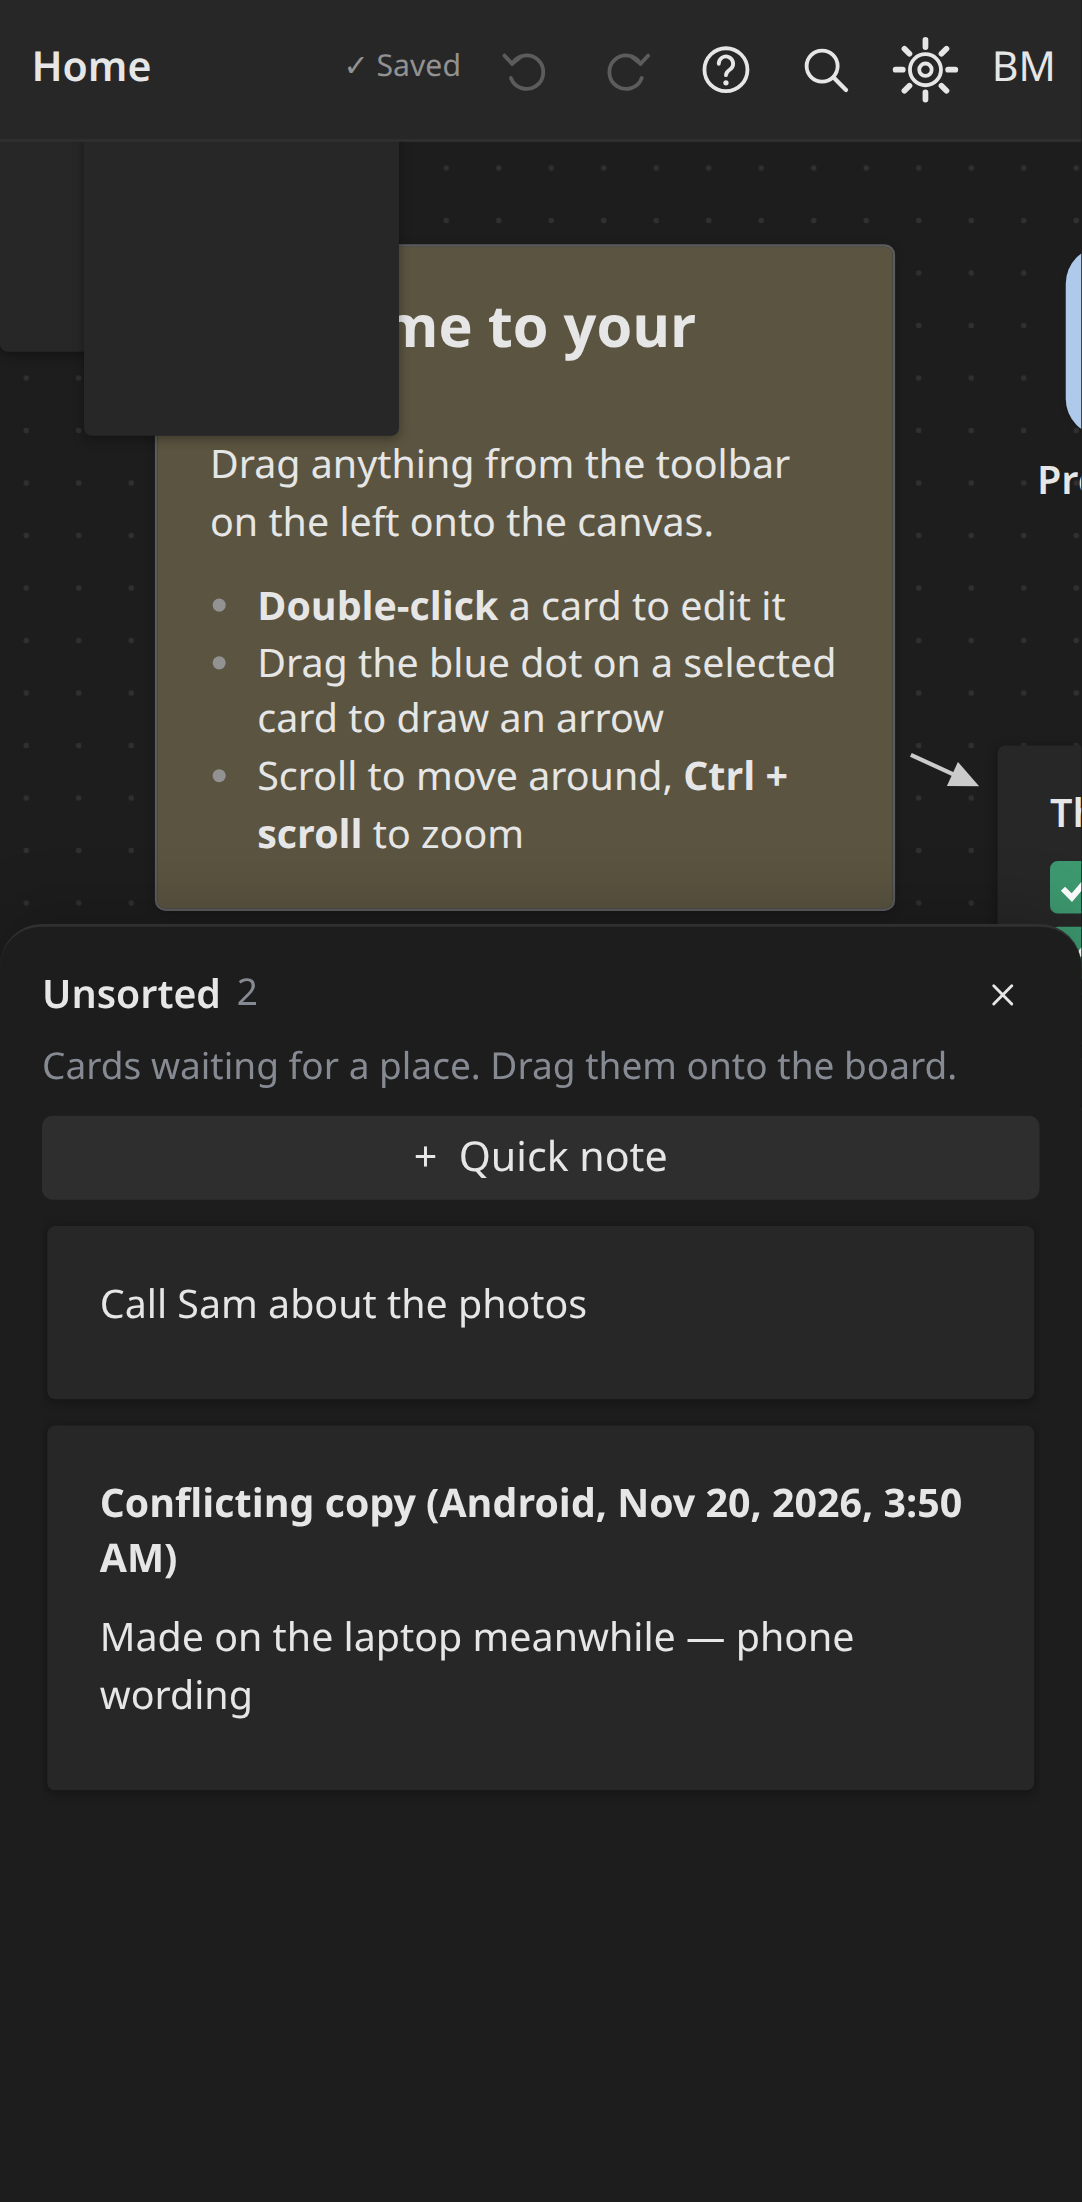 Home
✓ Saved
BM
me to your
Drag anything from the toolbar
on the left onto the canvas.
Double-click a card to edit it
Drag the blue dot on a selected
card to draw an arrow
Scroll to move around, Ctrl +
scroll to zoom
Unsorted 2
Cards waiting for a place. Drag them onto the board.
+ Quick note
Call Sam about the photos
Conflicting copy (Android, Nov 20, 2026, 3:50
AM)
Made on the laptop meanwhile — phone
wording